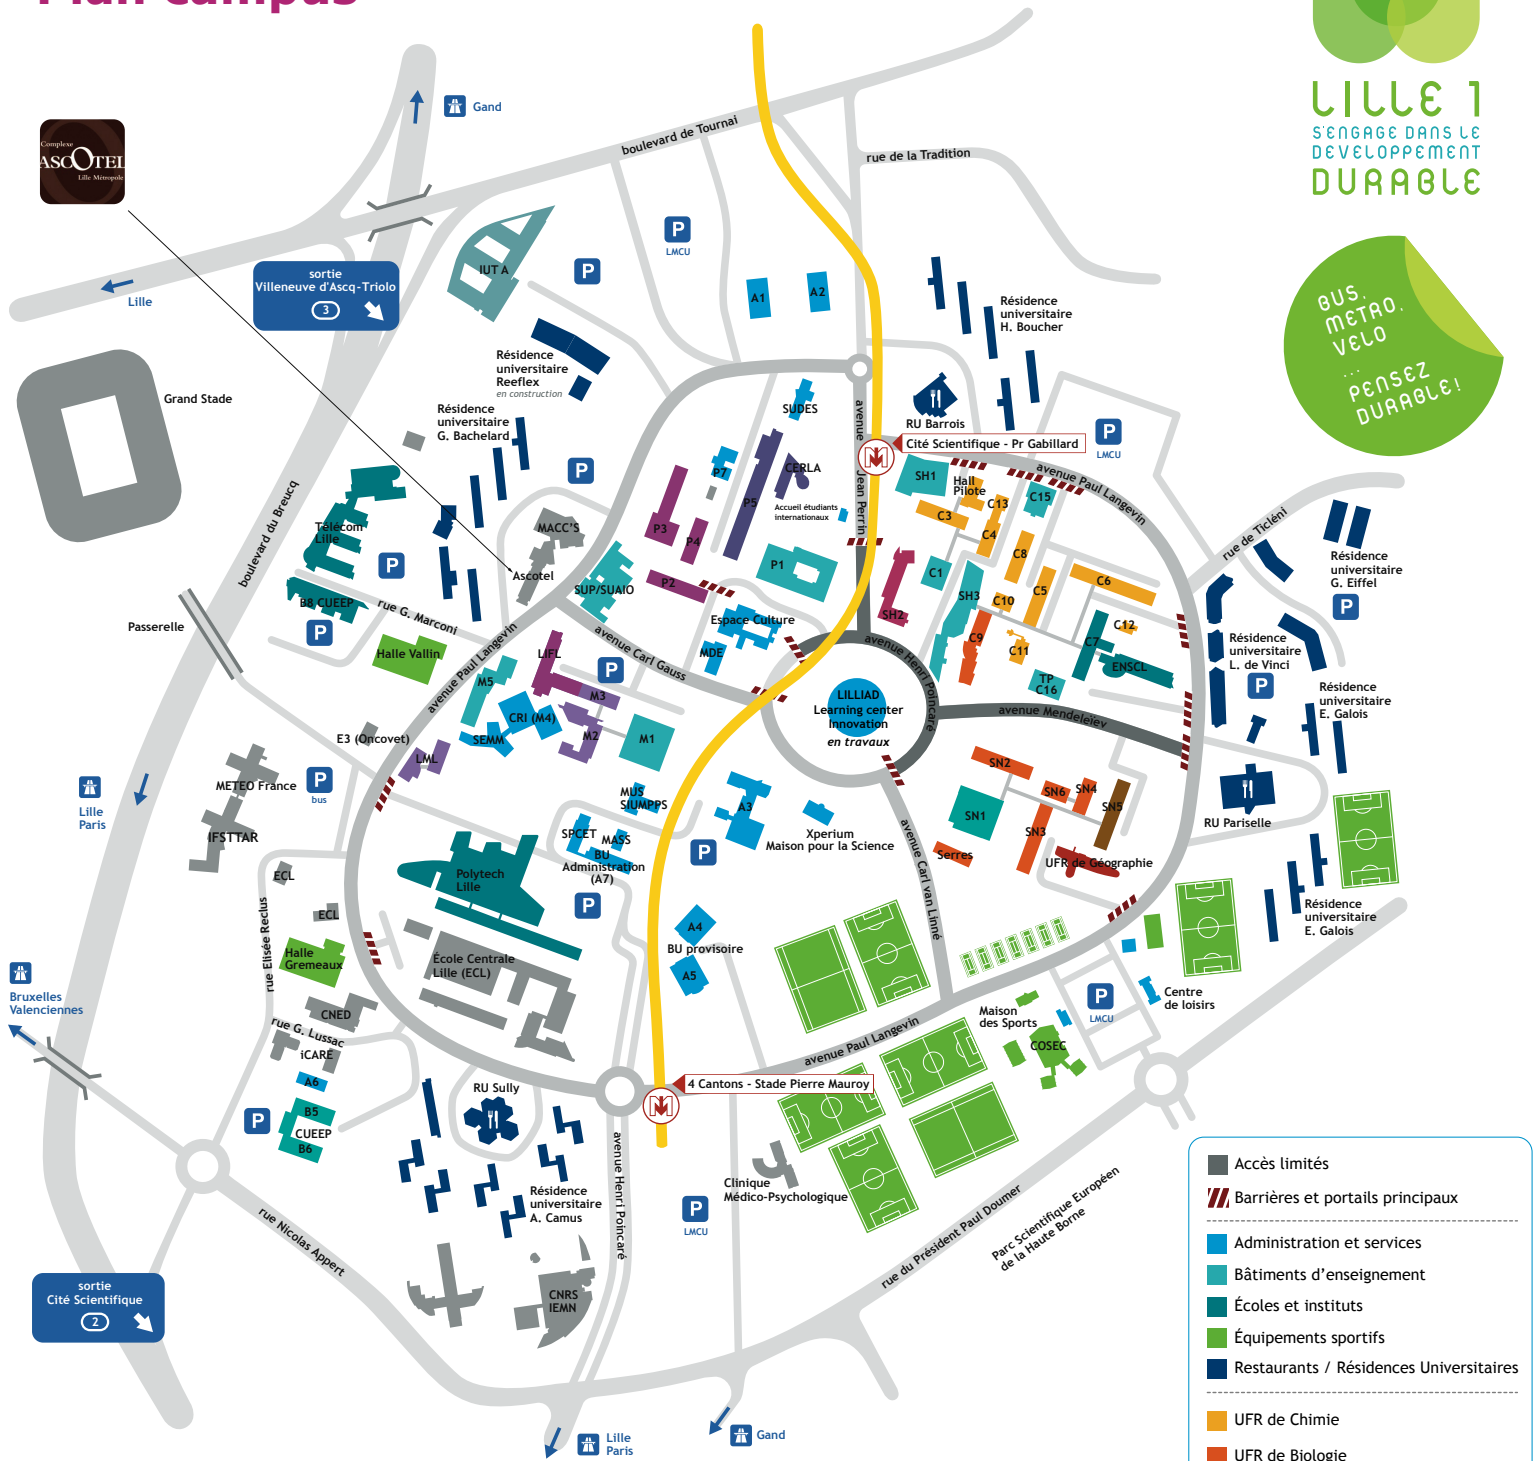 Plan campus
LILLE 1
S'ENGAGE DANS LE
DEVELOPPEMENT
DURABLE
BUS,
METRO,
VELO
...
PENSEZ
DURABLE!
Complexe
ASCOTEL
Lille Métropole
Gand
boulevard de Tournai
rue de la Tradition
P
LMCU
IUT A
P
sortie
Villeneuve d'Ascq-Triolo
3
Lille
A1
A2
Résidence
universitaire
H. Boucher
Résidence
universitaire
Reeflex
en construction
Grand Stade
Résidence
universitaire
G. Bachelard
SUDES
avenue Jean Perrin
RU Barrois
Cité Scientifique - Pr Gabillard
P
LMCU
avenue Paul Langevin
P
P7
CERLA
P5
SH1
Hall
Pilote
C13
C15
C3
C4
Accueil étudiants
internationaux
boulevard du Breucq
Télécom
Lille
MACC'S
P3
P4
P
Ascotel
P1
C1
C8
C5
C6
rue de Ticléni
Résidence
universitaire
G. Eiffel
P
B8 CUEEP
rue G. Marconi
SUP/SUAIO
P2
SH2
SH3
C10
C9
C12
C11
C7
ENSCL
Passerelle
P
Halle Vallin
avenue Paul Langevin
LIFL
avenue Carl Gauss
Espace Culture
MDE
avenue Henri Poincaré
Résidence
universitaire
L. de Vinci
P
TP
C16
M5
P
M3
CRI (M4)
M2
M1
SEMM
LILLIAD
Learning center
Innovation
en travaux
avenue Mendeleïev
Résidence
universitaire
E. Galois
E3 (Oncovet)
LML
METEO France
P
bus
Lille
Paris
IFSTTAR
MUS
SIUMPPS
A3
Xperium
Maison pour la Science
SN2
SN6
SN4
SN5
SN1
SN3
Serres
UFR de Géographie
RU Pariselle
SPCET
MASS
BU
Administration
(A7)
P
avenue Carl van Linné
ECL
Polytech
Lille
P
ECL
rue Elisée Reclus
Halle
Gremeaux
École Centrale
Lille (ECL)
A4
BU provisoire
A5
Résidence
universitaire
E. Galois
Bruxelles
Valenciennes
CNED
rue G. Lussac
iCARE
A6
B5
CUEEP
B6
P
RU Sully
avenue Paul Langevin
4 Cantons - Stade Pierre Mauroy
Maison
des Sports
COSEC
P
LMCU
Centre
de loisirs
avenue Henri Poincaré
Résidence
universitaire
A. Camus
Clinique
Médico-Psychologique
P
LMCU
rue Nicolas Appert
CNRS
IEMN
rue du Président Paul Doumer
Parc Scientifique Européen
de la Haute Borne
sortie
Cité Scientifique
2
Lille
Paris
Gand
Accès limités
Barrières et portails principaux
Administration et services
Bâtiments d'enseignement
Écoles et instituts
Équipements sportifs
Restaurants / Résidences Universitaires
UFR de Chimie
UFR de Biologie